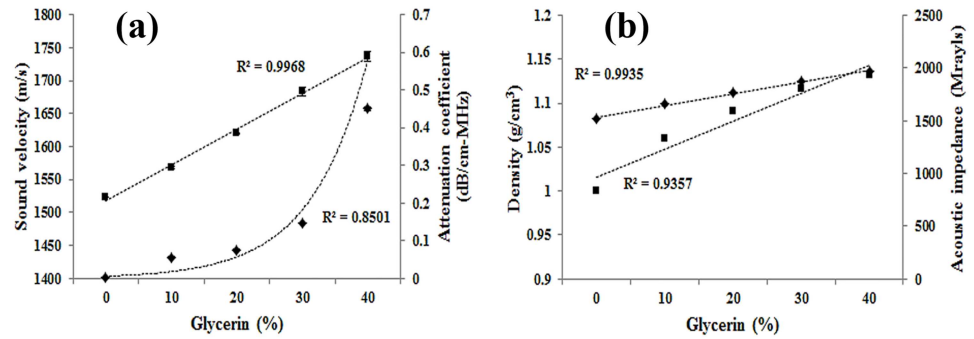 (a)
Sound velocity (m/s)
1800
1750
1700
1650
1600
1550
1500
1450
1400
R² = 0.9968
R² = 0.8501
0.7
0.6
0.5
0.4
0.3
0.2
0.1
0
Attenuation coefficient
(dB/cm-MHz)
0 10 20 30 40
Glycerin (%)
(b)
Density (g/cm³)
1.2
1.15
1.1
1.05
1
0.95
0.9
R² = 0.9935
R² = 0.9357
2500
2000
1500
1000
500
0
Acoustic impedance (Mrayls)
0 10 20 30 40
Glycerin (%)